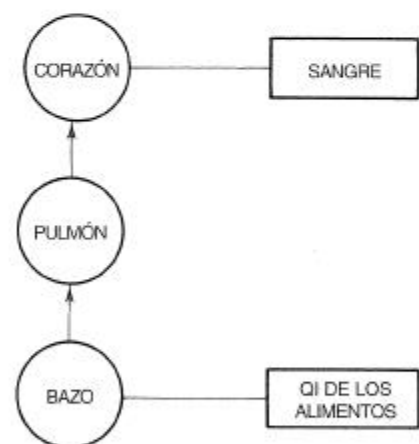 CORAZÓN
SANGRE
PULMÓN
BAZO
QI DE LOS
ALIMENTOS